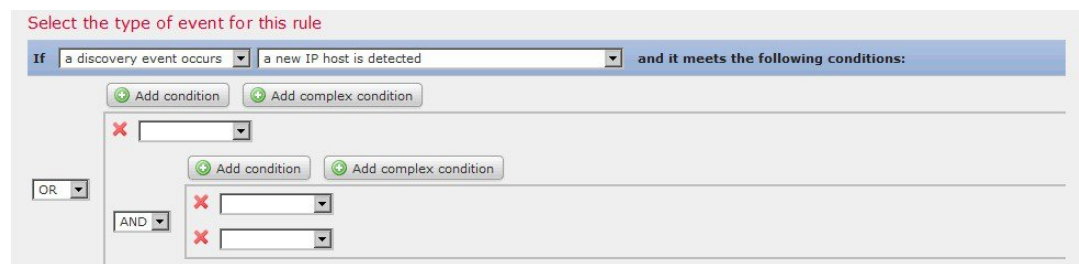 Select the type of event for this rule
If a discovery event occurs a new IP host is detected and it meets the following conditions:
Add condition Add complex condition
Add condition Add complex condition
OR
AND